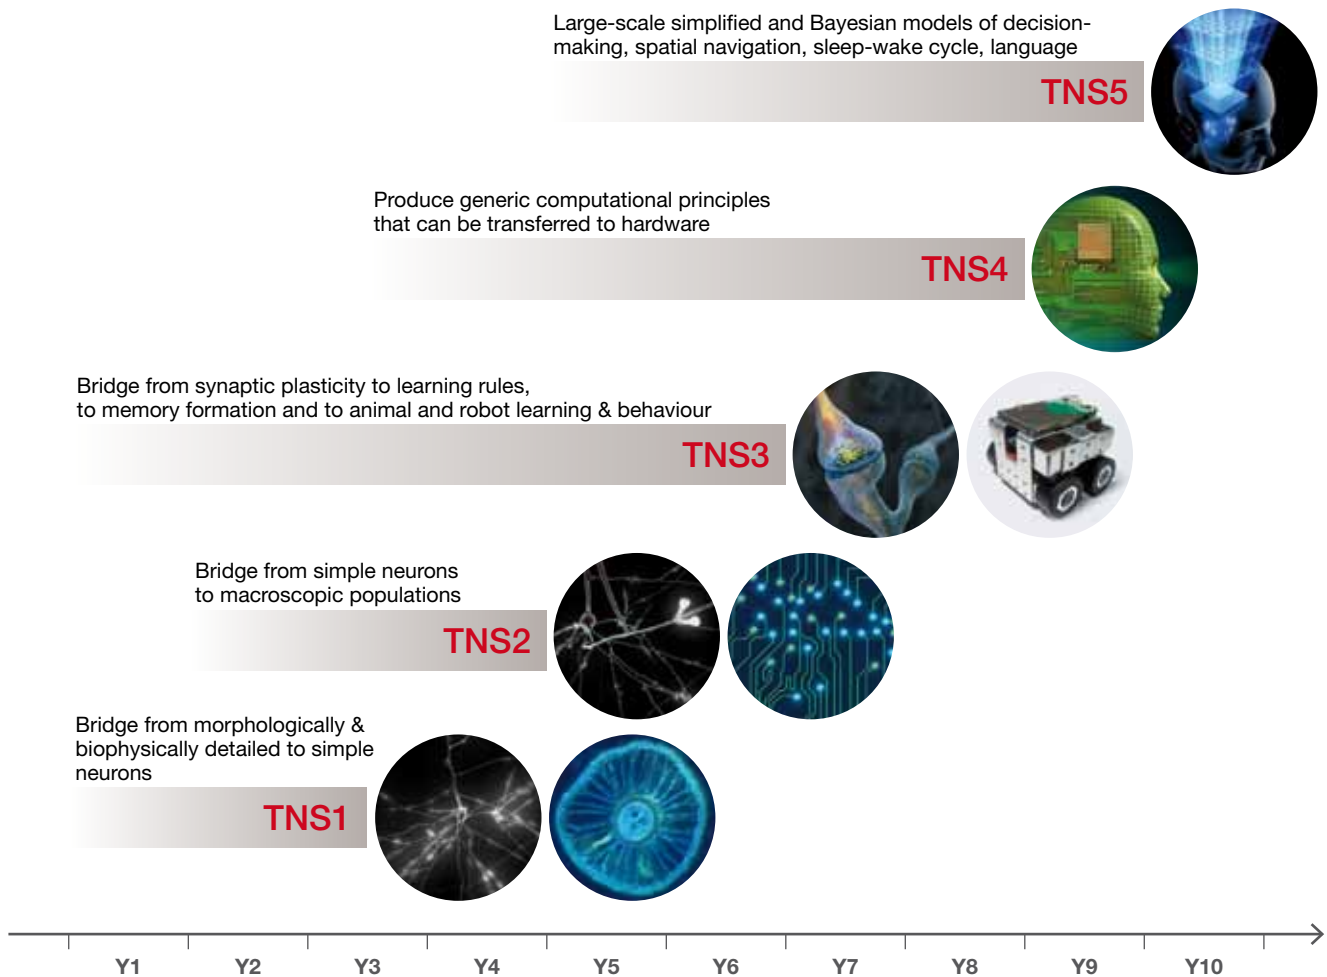 Large-scale simplified and Bayesian models of decision-
making, spatial navigation, sleep-wake cycle, language
TNS5
Produce generic computational principles
that can be transferred to hardware
TNS4
Bridge from synaptic plasticity to learning rules,
to memory formation and to animal and robot learning & behaviour
TNS3
Bridge from simple neurons
to macroscopic populations
TNS2
Bridge from morphologically &
biophysically detailed to simple
neurons
TNS1
Y1 Y2 Y3 Y4 Y5 Y6 Y7 Y8 Y9 Y10